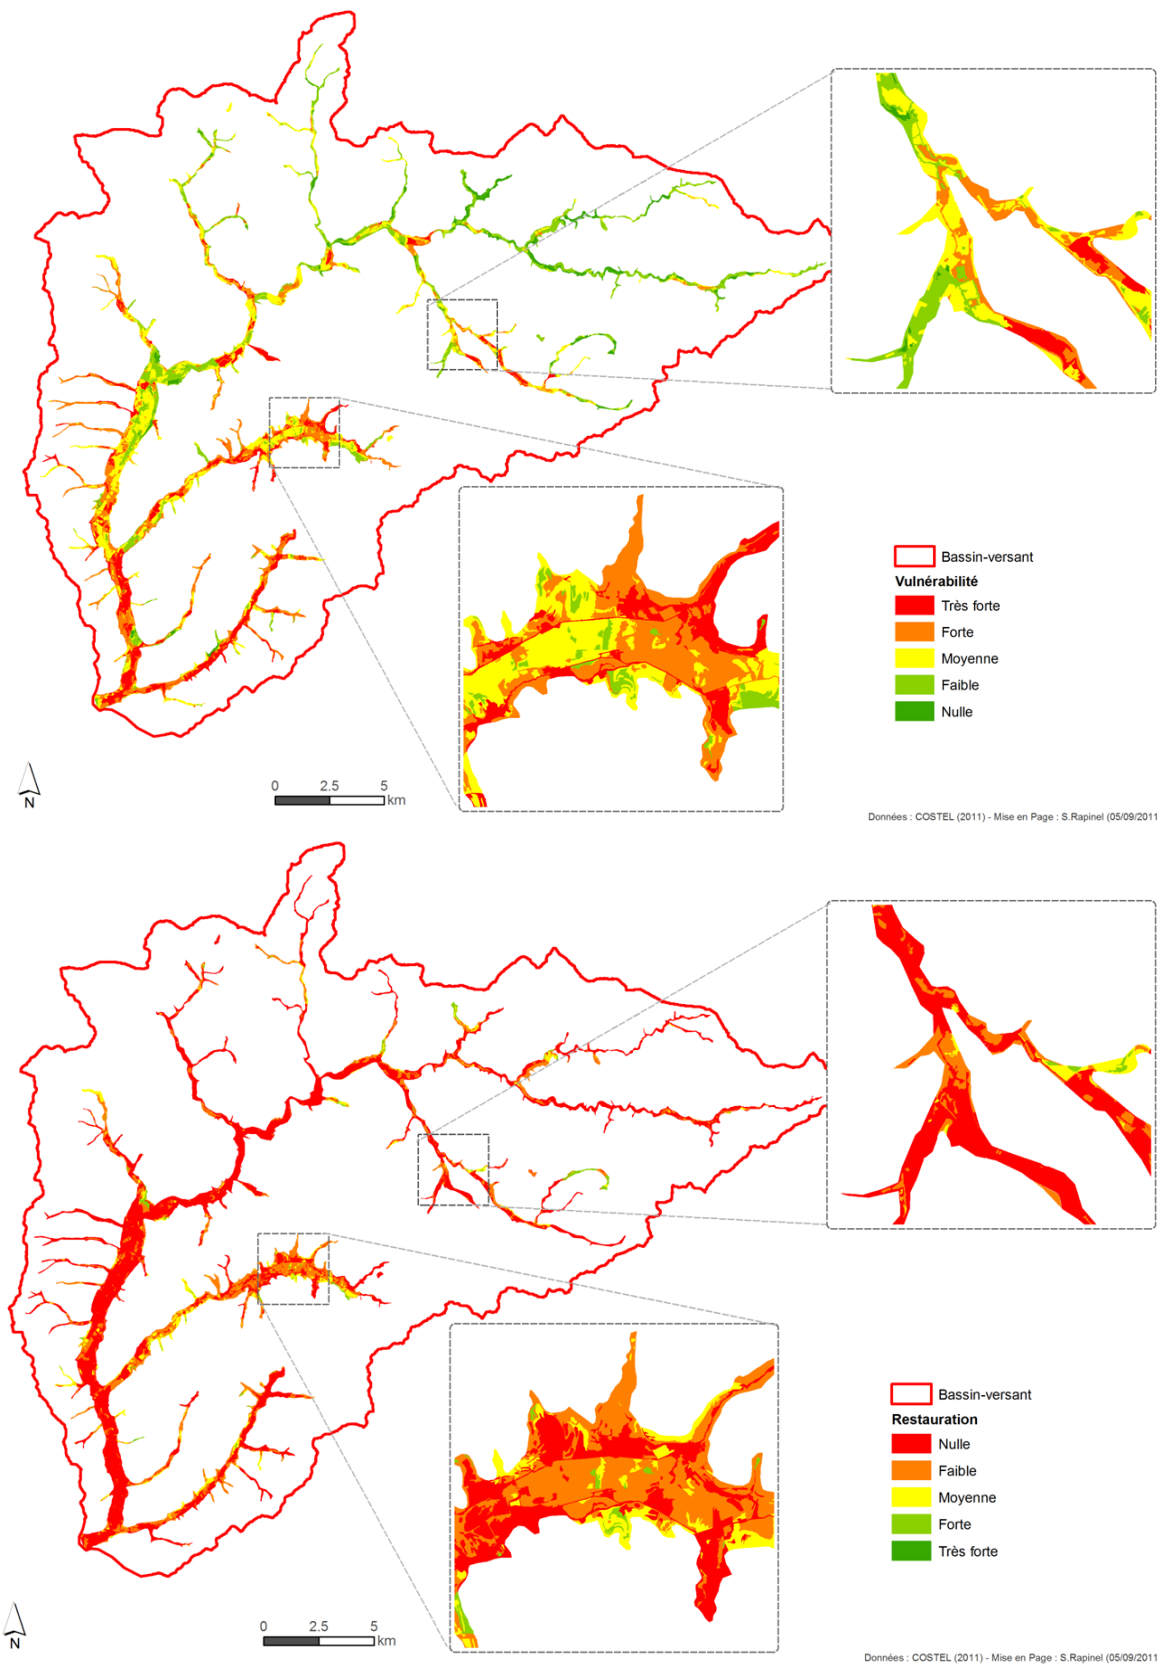 Bassin-versant
Vulnérabilité
Très forte
Forte
Moyenne
Faible
Nulle
N
0 2.5 5
km
Données : COSTEL (2011) - Mise en Page : S.Rapinel (05/09/2011
Bassin-versant
Restauration
Nulle
Faible
Moyenne
Forte
Très forte
N
0 2.5 5
km
Données : COSTEL (2011) - Mise en Page : S.Rapinel (05/09/2011